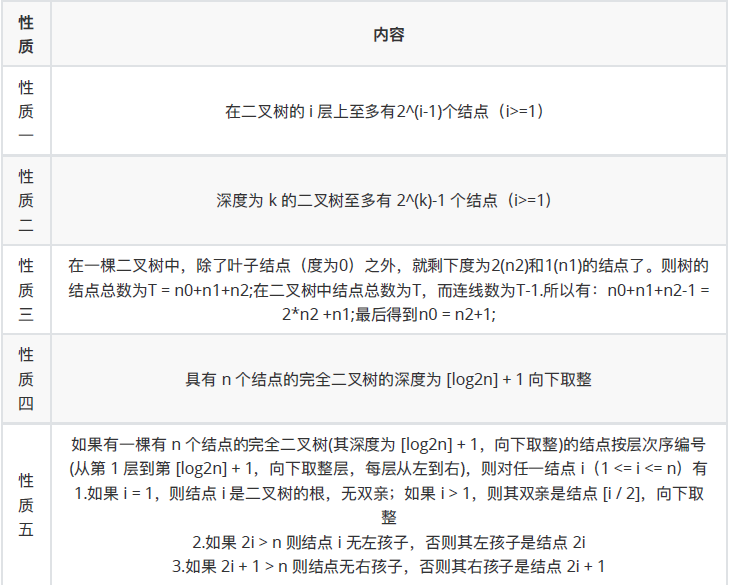 性质
内容
性质一
在二叉树的 i 层上至多有2^(i-1)个结点（i>=1）
性质二
深度为 k 的二叉树至多有 2^(k)-1 个结点（i>=1）
性质三
在一棵二叉树中，除了叶子结点（度为0）之外，就剩下度为2(n2)和1(n1)的结点了。则树的
结点总数为T = n0+n1+n2;在二叉树中结点总数为T，而连线数为T-1.所以有：n0+n1+n2-1 =
2*n2 +n1;最后得到n0 = n2+1;
性质四
具有 n 个结点的完全二叉树的深度为 [log2n] + 1 向下取整
性质五
如果有一棵有 n 个结点的完全二叉树(其深度为 [log2n] + 1，向下取整)的结点按层次序编号
(从第 1 层到第 [log2n] + 1，向下取整层，每层从左到右)，则对任一结点 i（1 <= i <= n）有
1.如果 i = 1，则结点 i 是二叉树的根，无双亲；如果 i > 1，则其双亲是结点 [i / 2]，向下取
整
2.如果 2i > n 则结点 i 无左孩子，否则其左孩子是结点 2i
3.如果 2i + 1 > n 则结点无右孩子，否则其右孩子是结点 2i + 1